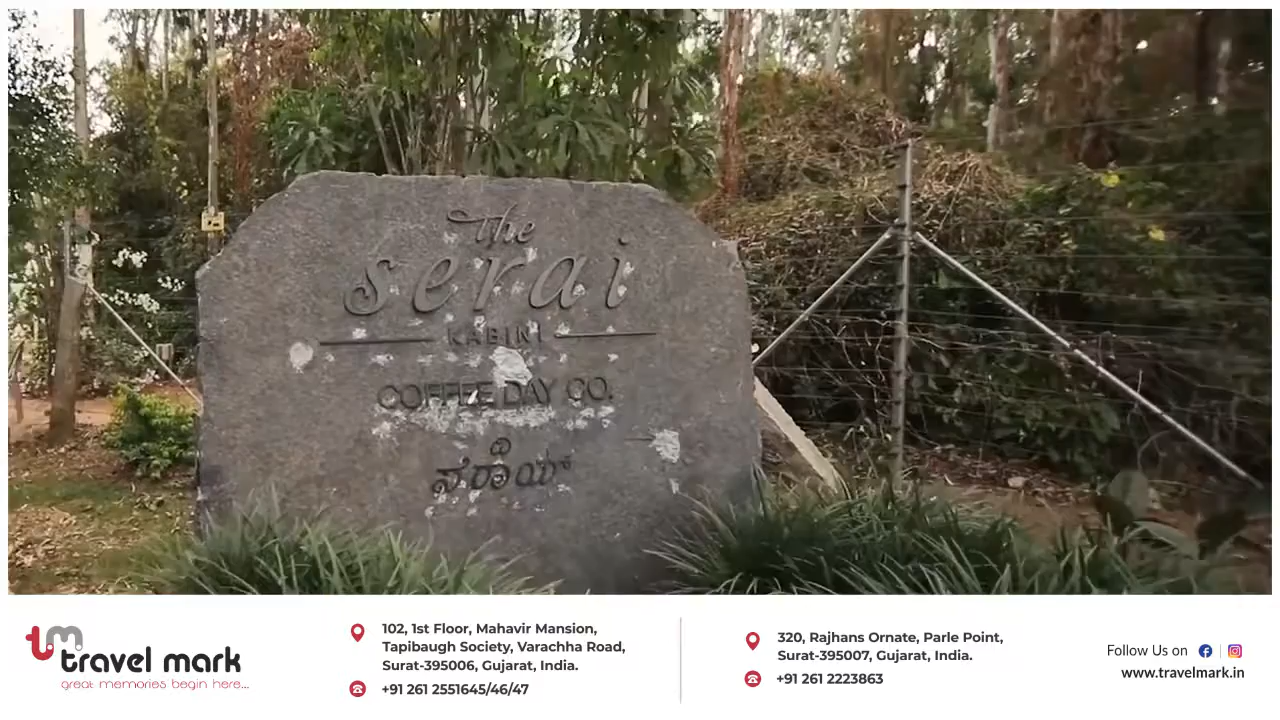 The
serai
KABINI
COFFEE DAY CO.
ಸೆರಾಯ್
tm
travel mark
great memories begin here...
102, 1st Floor, Mahavir Mansion,
Tapibaugh Society, Varachha Road,
Surat-395006, Gujarat, India.
+91 261 2551645/46/47
320, Rajhans Ornate, Parle Point,
Surat-395007, Gujarat, India.
+91 261 2223863
Follow Us on
www.travelmark.in